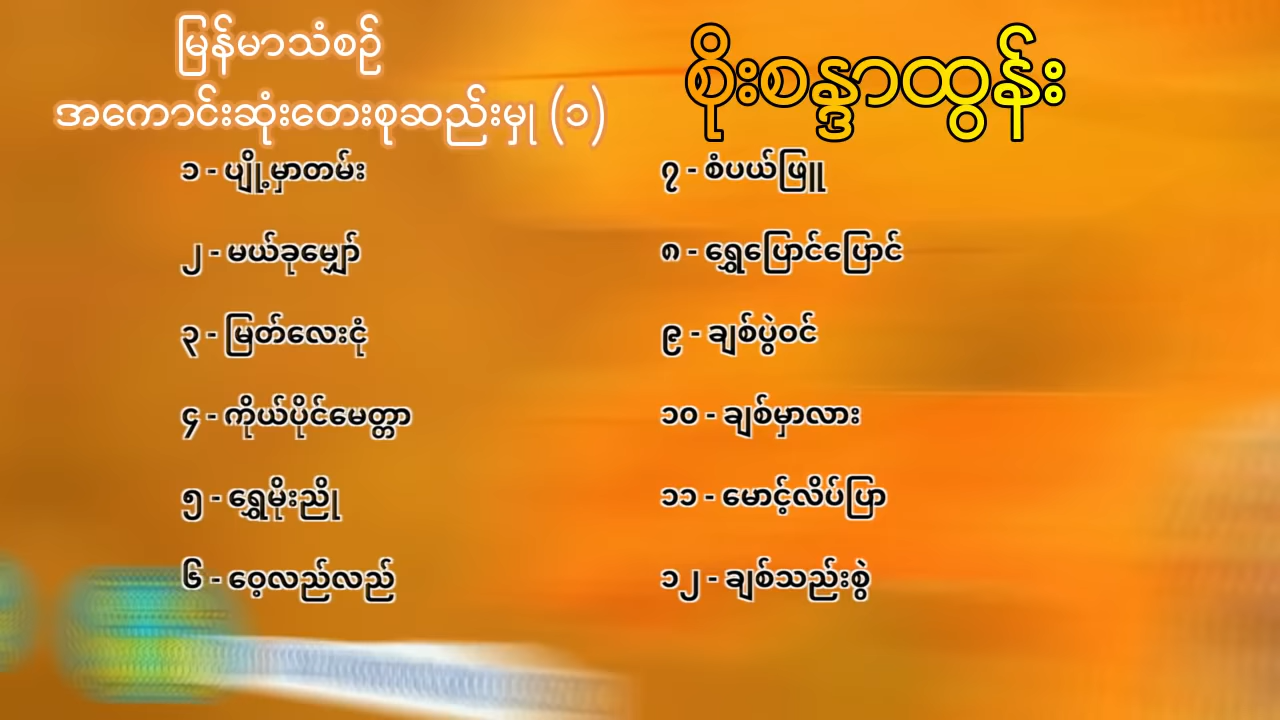 မြန်မာသံစဉ်
အကောင်းဆုံးတေးစုဆည်းမှု (၁)
စိုးစန္ဒာထွန်း
၁ - ပျို့မှာတမ်း
၂ - မယ်ခုမျှော်
၃ - မြတ်လေးငုံ
၄ - ကိုယ်ပိုင်မေတ္တာ
၅ - ရွှေမိုးညို
၆ - ဝေ့လည်လည်
၇ - စံပယ်ဖြူ
၈ - ရွှေပြောင်ပြောင်
၉ - ချစ်ပွဲဝင်
၁၀ - ချစ်မှာလား
၁၁ - မောင့်လိပ်ပြာ
၁၂ - ချစ်သည်းစွဲ